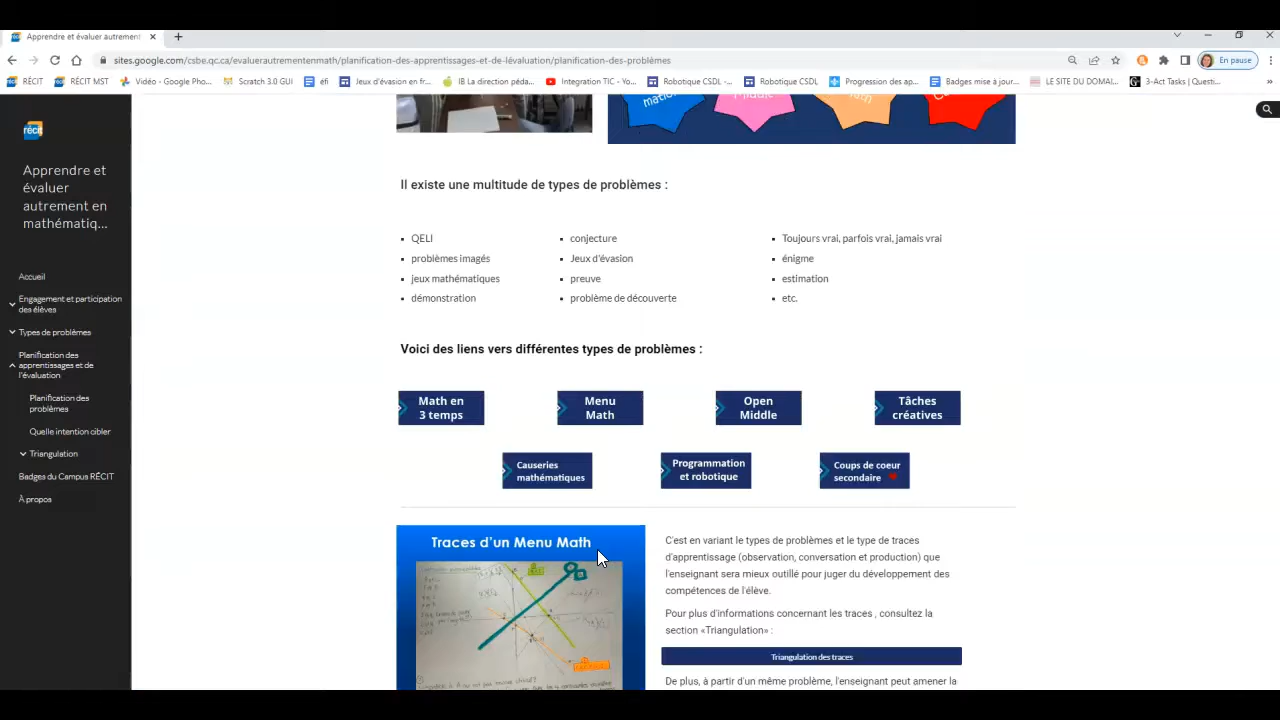 Apprendre et évaluer autrement
sites.google.com/csbe.qc.ca/evaluerautrementenmath/planification-des-apprentissages-et-de-lévaluation/planification-des-problèmes
En pause
RÉCIT
RÉCIT MST
Vidéo - Google Pho...
Scratch 3.0 GUI
éfi
Jeux d'évasion en fr...
IB La direction péda...
Integration TIC - Yo...
Robotique CSDL -...
Robotique CSDL
Progression des ap...
Badges mise à jour...
LE SITE DU DOMAI...
3-Act Tasks | Questi...
récit
Apprendre et
évaluer
autrement en
mathématiq...
Accueil
Engagement et participation
des élèves
Types de problèmes
Planification des
apprentissages et de
l'évaluation
Planification des
problèmes
Quelle intention cibler
Triangulation
Badges du Campus RÉCIT
À propos
Il existe une multitude de types de problèmes :
QELI
problèmes imagés
jeux mathématiques
démonstration
conjecture
Jeux d'évasion
preuve
problème de découverte
Toujours vrai, parfois vrai, jamais vrai
énigme
estimation
etc.
Voici des liens vers différentes types de problèmes :
Math en
3 temps
Menu
Math
Open
Middle
Tâches
créatives
Causeries
mathématiques
Programmation
et robotique
Coups de coeur
secondaire
Traces d'un Menu Math
C'est en variant le types de problèmes et le type de traces
d'apprentissage (observation, conversation et production) que
l'enseignant sera mieux outillé pour juger du développement des
compétences de l'élève.
Pour plus d'informations concernant les traces , consultez la
section «Triangulation» :
Triangulation des traces
De plus, à partir d'un même problème, l'enseignant peut amener la